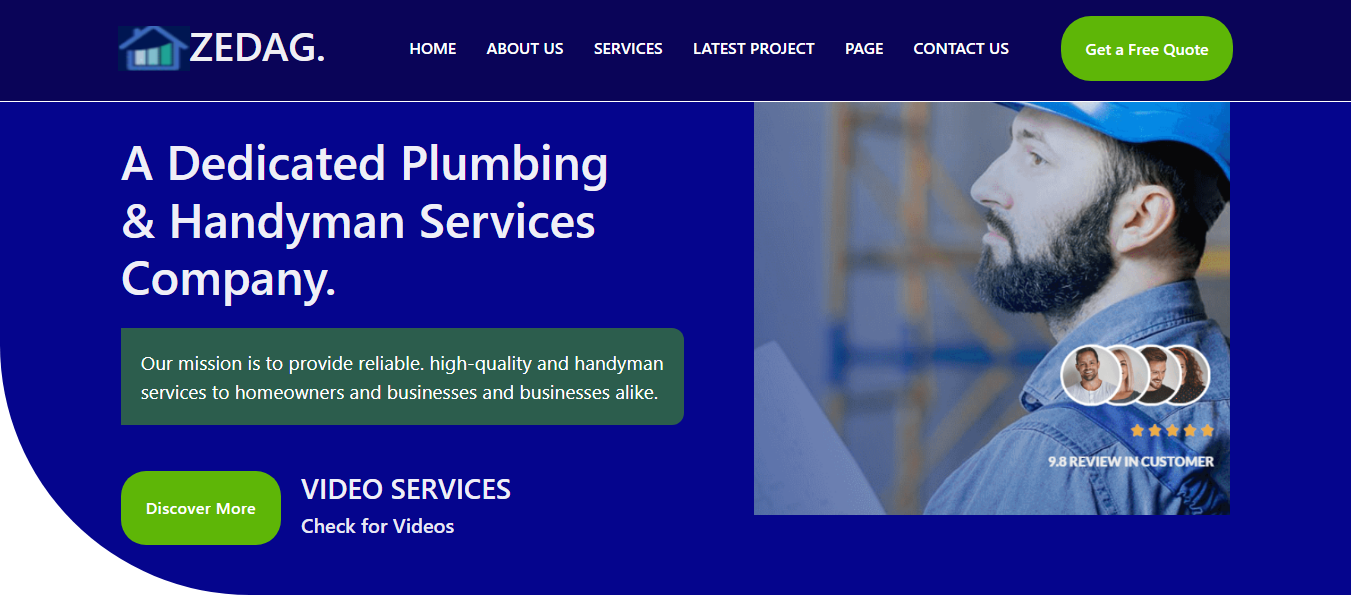 ZEDAG.
HOME ABOUT US SERVICES LATEST PROJECT PAGE CONTACT US
Get a Free Quote
A Dedicated Plumbing
& Handyman Services
Company.
Our mission is to provide reliable. high-quality and handyman
services to homeowners and businesses and businesses alike.
Discover More
VIDEO SERVICES
Check for Videos
9.8 REVIEW IN CUSTOMER